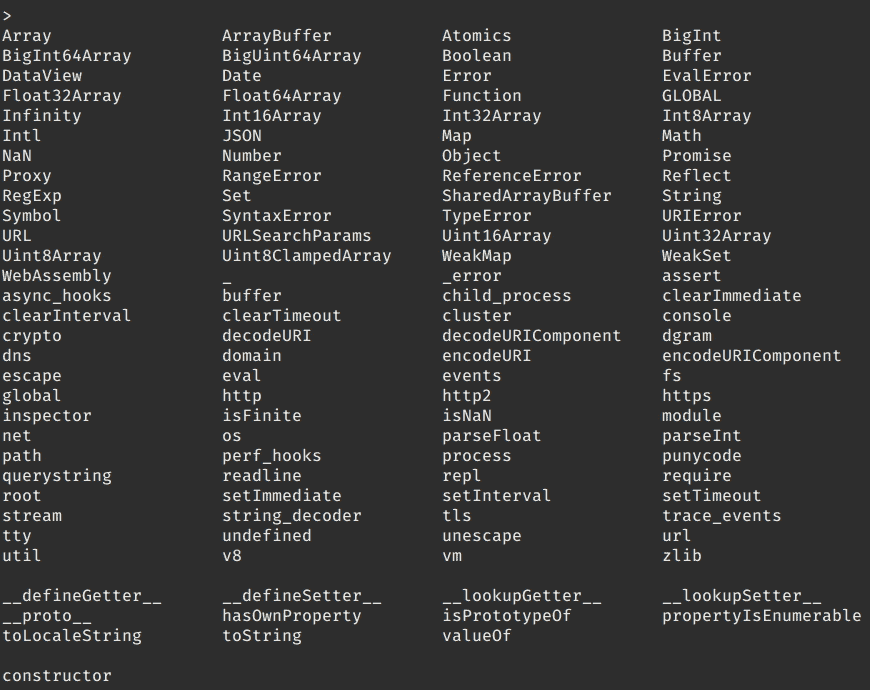 >
Array ArrayBuffer Atomics BigInt
BigInt64Array BigUint64Array Boolean Buffer
DataView Date Error EvalError
Float32Array Float64Array Function GLOBAL
Infinity Int16Array Int32Array Int8Array
Intl JSON Map Math
NaN Number Object Promise
Proxy RangeError ReferenceError Reflect
RegExp Set SharedArrayBuffer String
Symbol SyntaxError TypeError URIError
URL URLSearchParams Uint16Array Uint32Array
Uint8Array Uint8ClampedArray WeakMap WeakSet
WebAssembly _ _error assert
async_hooks buffer child_process clearImmediate
clearInterval clearTimeout cluster console
crypto decodeURI decodeURIComponent dgram
dns domain encodeURI encodeURIComponent
escape eval events fs
global http http2 https
inspector isFinite isNaN module
net os parseFloat parseInt
path perf_hooks process punycode
querystring readline repl require
root setImmediate setInterval setTimeout
stream string_decoder tls trace_events
tty undefined unescape url
util v8 vm zlib
__defineGetter__ __defineSetter__ __lookupGetter__ __lookupSetter__
__proto__ hasOwnProperty isPrototypeOf propertyIsEnumerable
toLocaleString toString valueOf
constructor